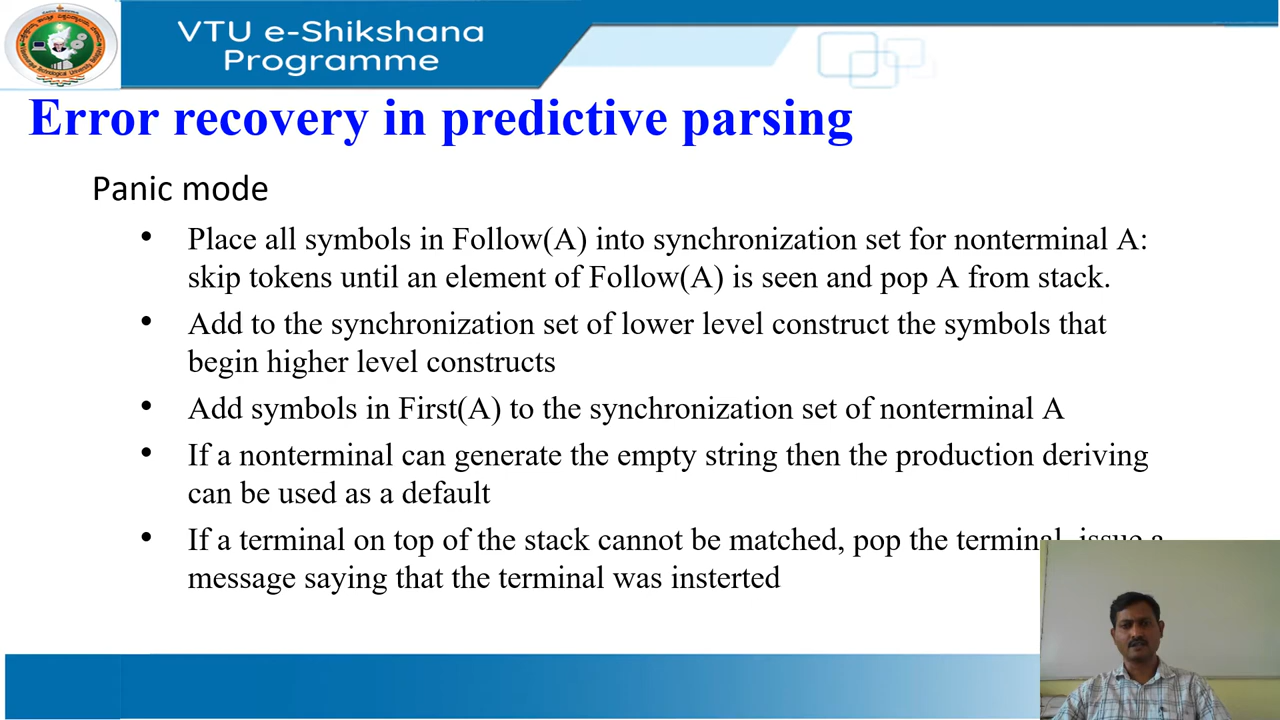 VTU e-Shikshana
Programme
Error recovery in predictive parsing
Panic mode
• Place all symbols in Follow(A) into synchronization set for nonterminal A:
skip tokens until an element of Follow(A) is seen and pop A from stack.
• Add to the synchronization set of lower level construct the symbols that
begin higher level constructs
• Add symbols in First(A) to the synchronization set of nonterminal A
• If a nonterminal can generate the empty string then the production deriving
can be used as a default
• If a terminal on top of the stack cannot be matched, pop the terminal, issue a
message saying that the terminal was insterted